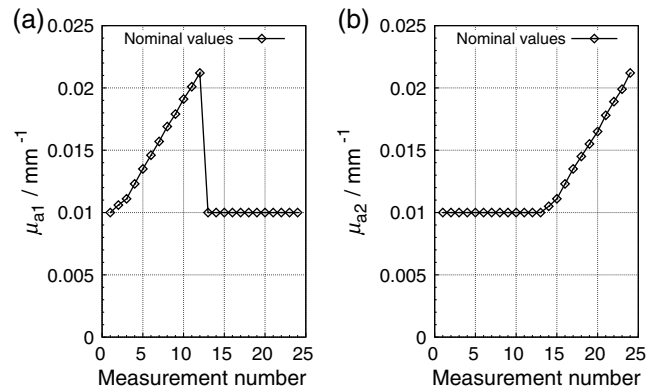 (a)
Nominal values
0.025
0.02
0.015
0.01
0.005
0
0 5 10 15 20 25
μa1 / mm⁻¹
Measurement number
(b)
Nominal values
0.025
0.02
0.015
0.01
0.005
0
0 5 10 15 20 25
μa2 / mm⁻¹
Measurement number